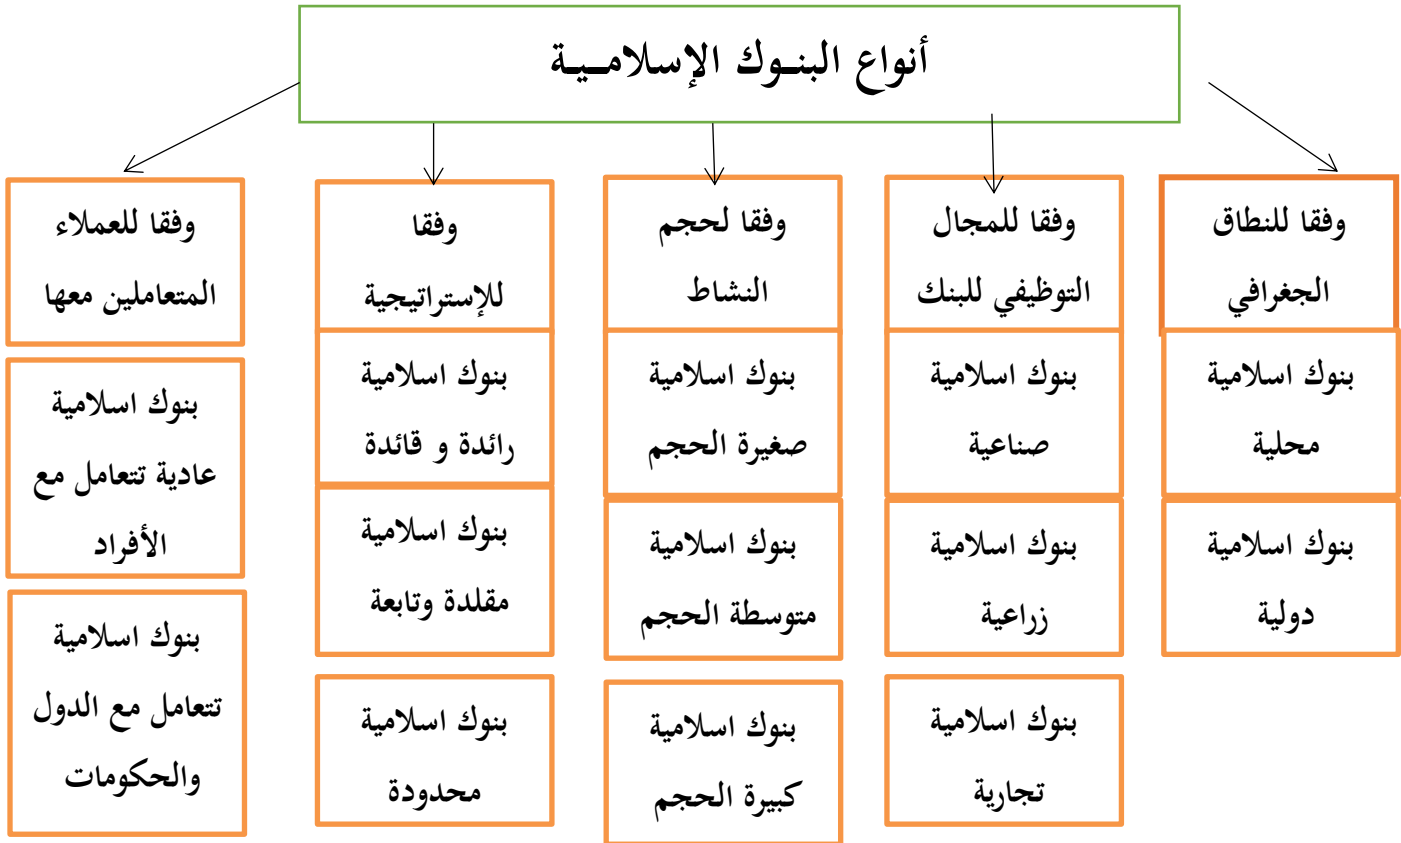 أنواع البنــوك الإسلامــيــة
وفقا للنطاق
الجغرافي
بنوك اسلامية
محلية
بنوك اسلامية
دولية
وفقا للمجال
التوظيفي للبنك
بنوك اسلامية
صناعية
بنوك اسلامية
زراعية
بنوك اسلامية
تجارية
وفقا لحجم
النشاط
بنوك اسلامية
صغيرة الحجم
بنوك اسلامية
متوسطة الحجم
بنوك اسلامية
كبيرة الحجم
وفقا
للإستراتيجية
بنوك اسلامية
رائدة و قائدة
بنوك اسلامية
مقلدة وتابعة
بنوك اسلامية
محدودة
وفقا للعملاء
المتعاملين معها
بنوك اسلامية
عادية تتعامل مع
الأفراد
بنوك اسلامية
تتعامل مع الدول
والحكومات